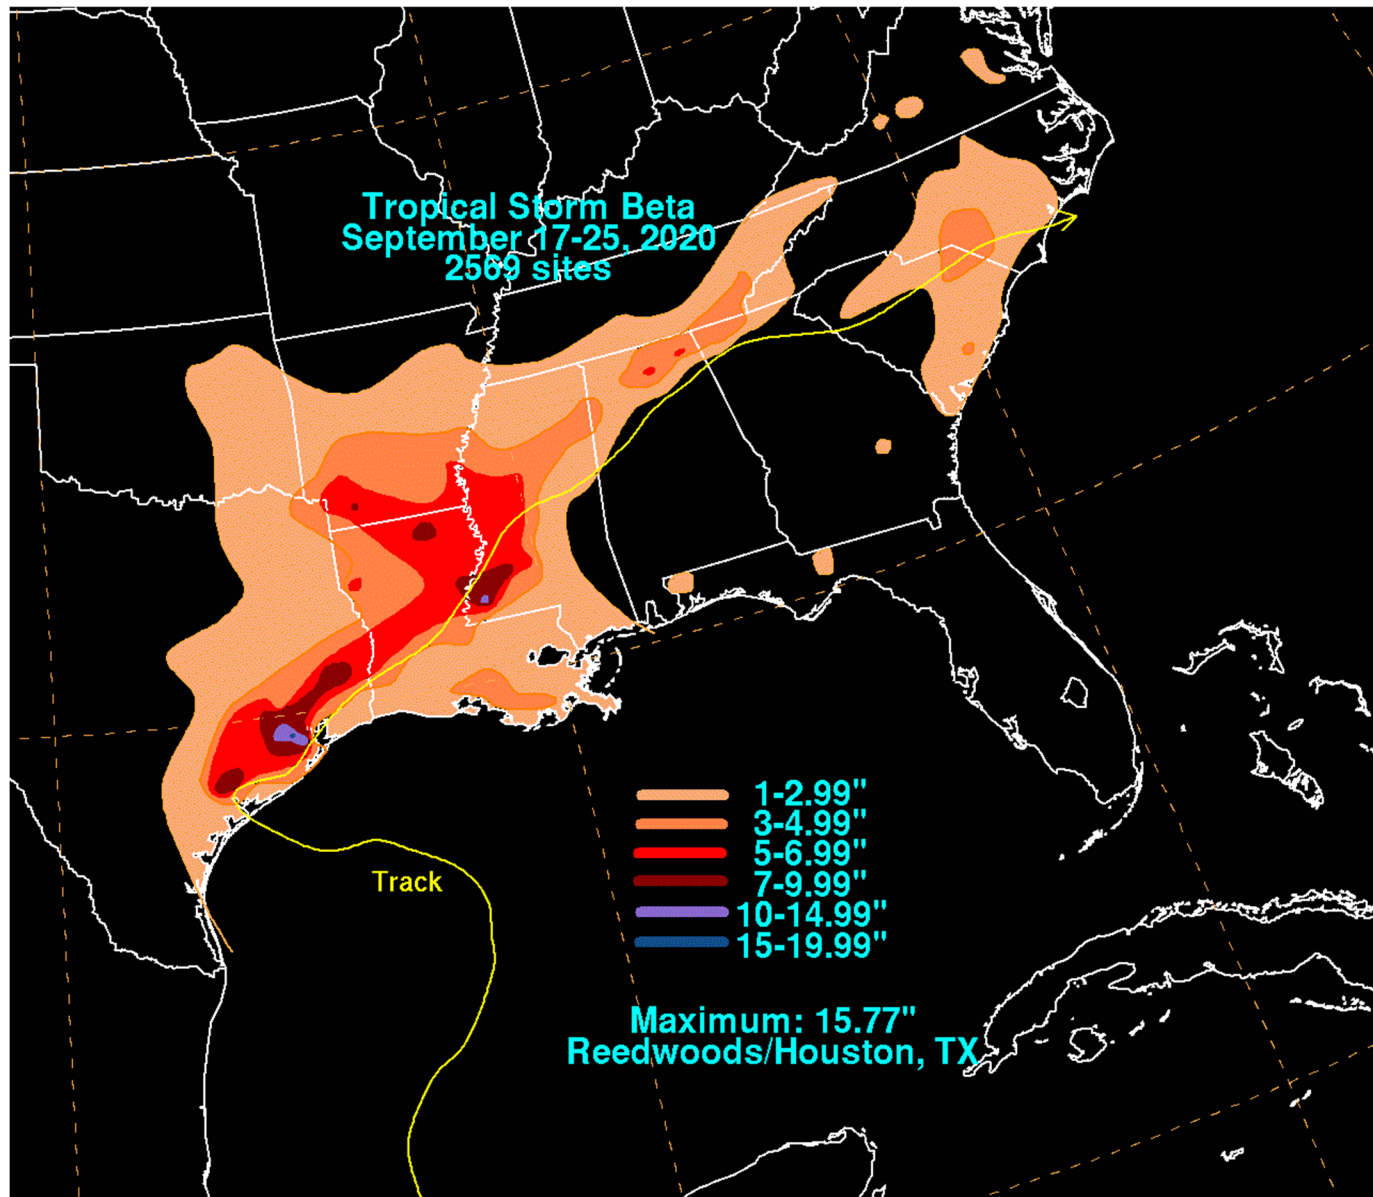 Tropical Storm Beta
September 17-25, 2020
2569 sites
Track
1-2.99"
3-4.99"
5-6.99"
7-9.99"
10-14.99"
15-19.99"
Maximum: 15.77"
Reedwoods/Houston, TX